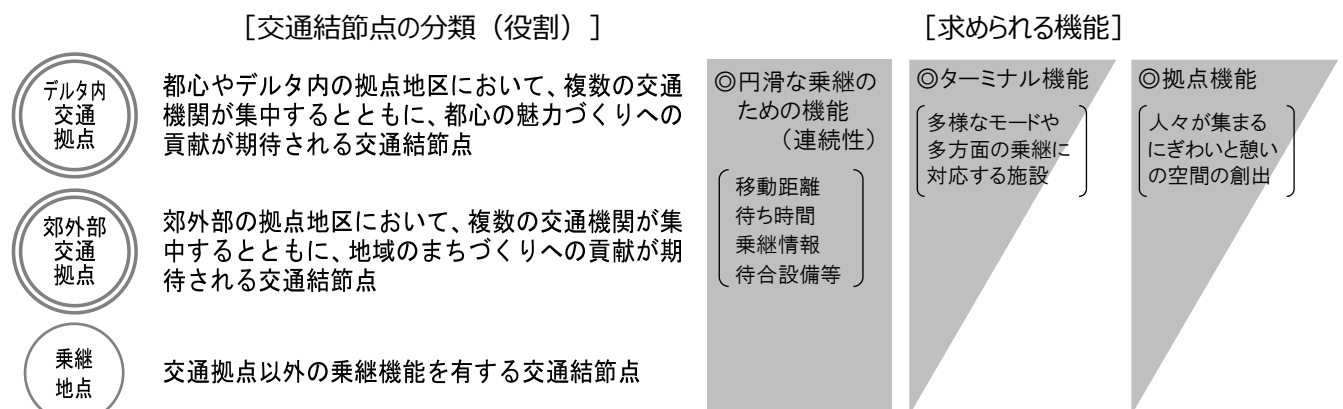 ［交通結節点の分類（役割）］
［求められる機能］
デルタ内
交通
拠点
都心やデルタ内の拠点地区において、複数の交通
機関が集中するとともに、都心の魅力づくりへの
貢献が期待される交通結節点
郊外部
交通
拠点
郊外部の拠点地区において、複数の交通機関が集
中するとともに、地域のまちづくりへの貢献が期
待される交通結節点
乗継
地点
交通拠点以外の乗継機能を有する交通結節点
◎円滑な乗継の
ための機能
（連続性）
移動距離
待ち時間
乗継情報
待合設備等
◎ターミナル機能
多様なモードや
多方面の乗継に
対応する施設
◎拠点機能
人々が集まる
にぎわいと憩い
の空間の創出